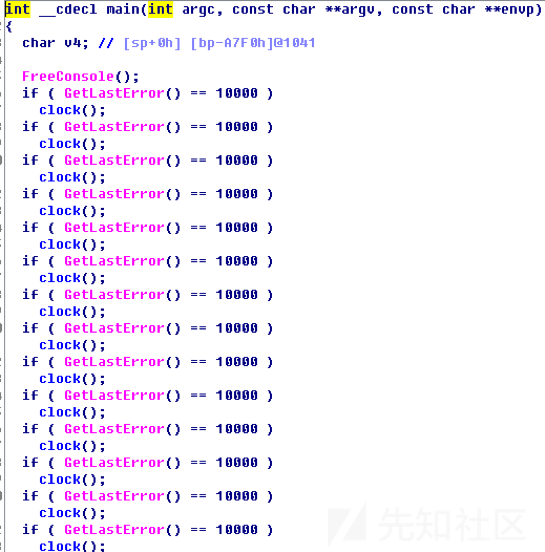 int __cdecl main(int argc, const char **argv, const char **envp)
{
  char v4; // [sp+0h] [bp-A7F0h]@1041

  FreeConsole();
  if ( GetLastError() == 10000 )
    clock();
  if ( GetLastError() == 10000 )
    clock();
  if ( GetLastError() == 10000 )
    clock();
  if ( GetLastError() == 10000 )
    clock();
  if ( GetLastError() == 10000 )
    clock();
  if ( GetLastError() == 10000 )
    clock();
  if ( GetLastError() == 10000 )
    clock();
  if ( GetLastError() == 10000 )
    clock();
  if ( GetLastError() == 10000 )
    clock();
  if ( GetLastError() == 10000 )
    clock();
  if ( GetLastError() == 10000 )
    clock();
  if ( GetLastError() == 10000 )
    clock();
  if ( GetLastError() == 10000 )
    clock();
  if ( GetLastError() == 10000 )
    clock();
先知社区